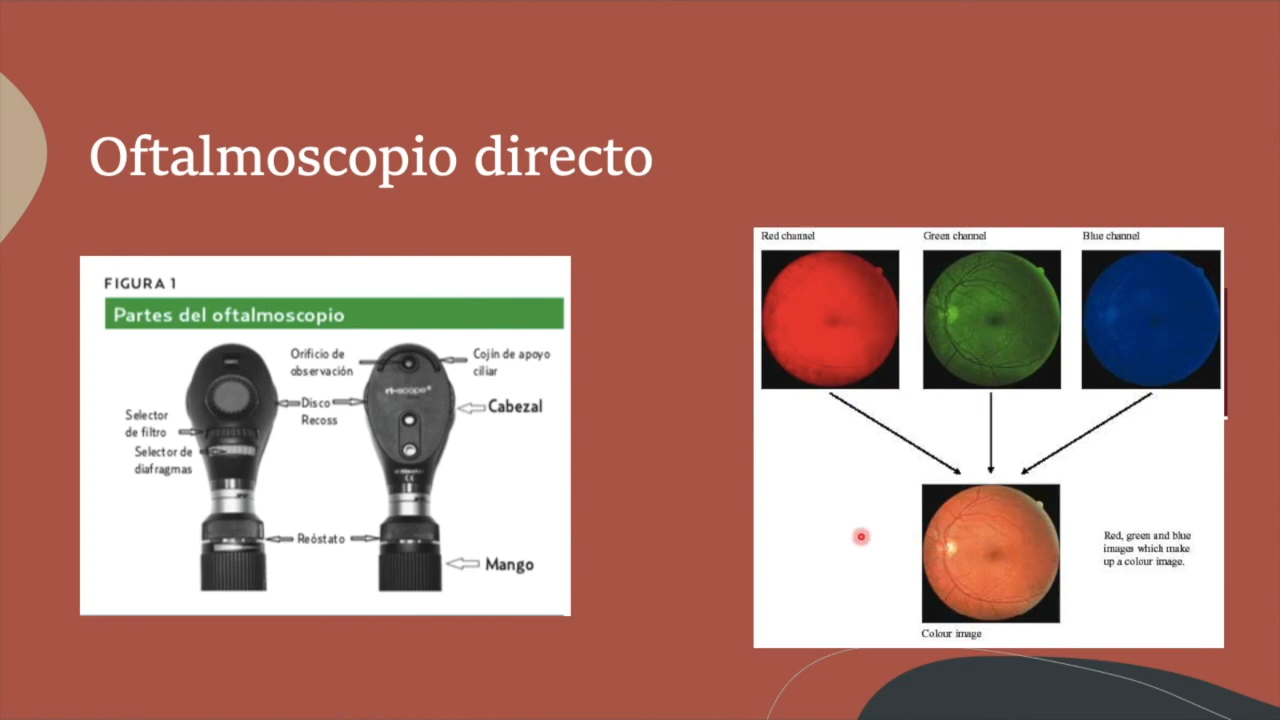 Oftalmoscopio directo
FIGURA 1
Partes del oftalmoscopio
Orificio de
observación
Cojín de apoyo
ciliar
ri-scope
Disco
Recoss
Cabezal
Selector
de filtro
Selector de
diafragmas
Reóstato
Mango
Red channel
Green channel
Blue channel
Red, green and blue
images which make
up a colour image.
Colour image